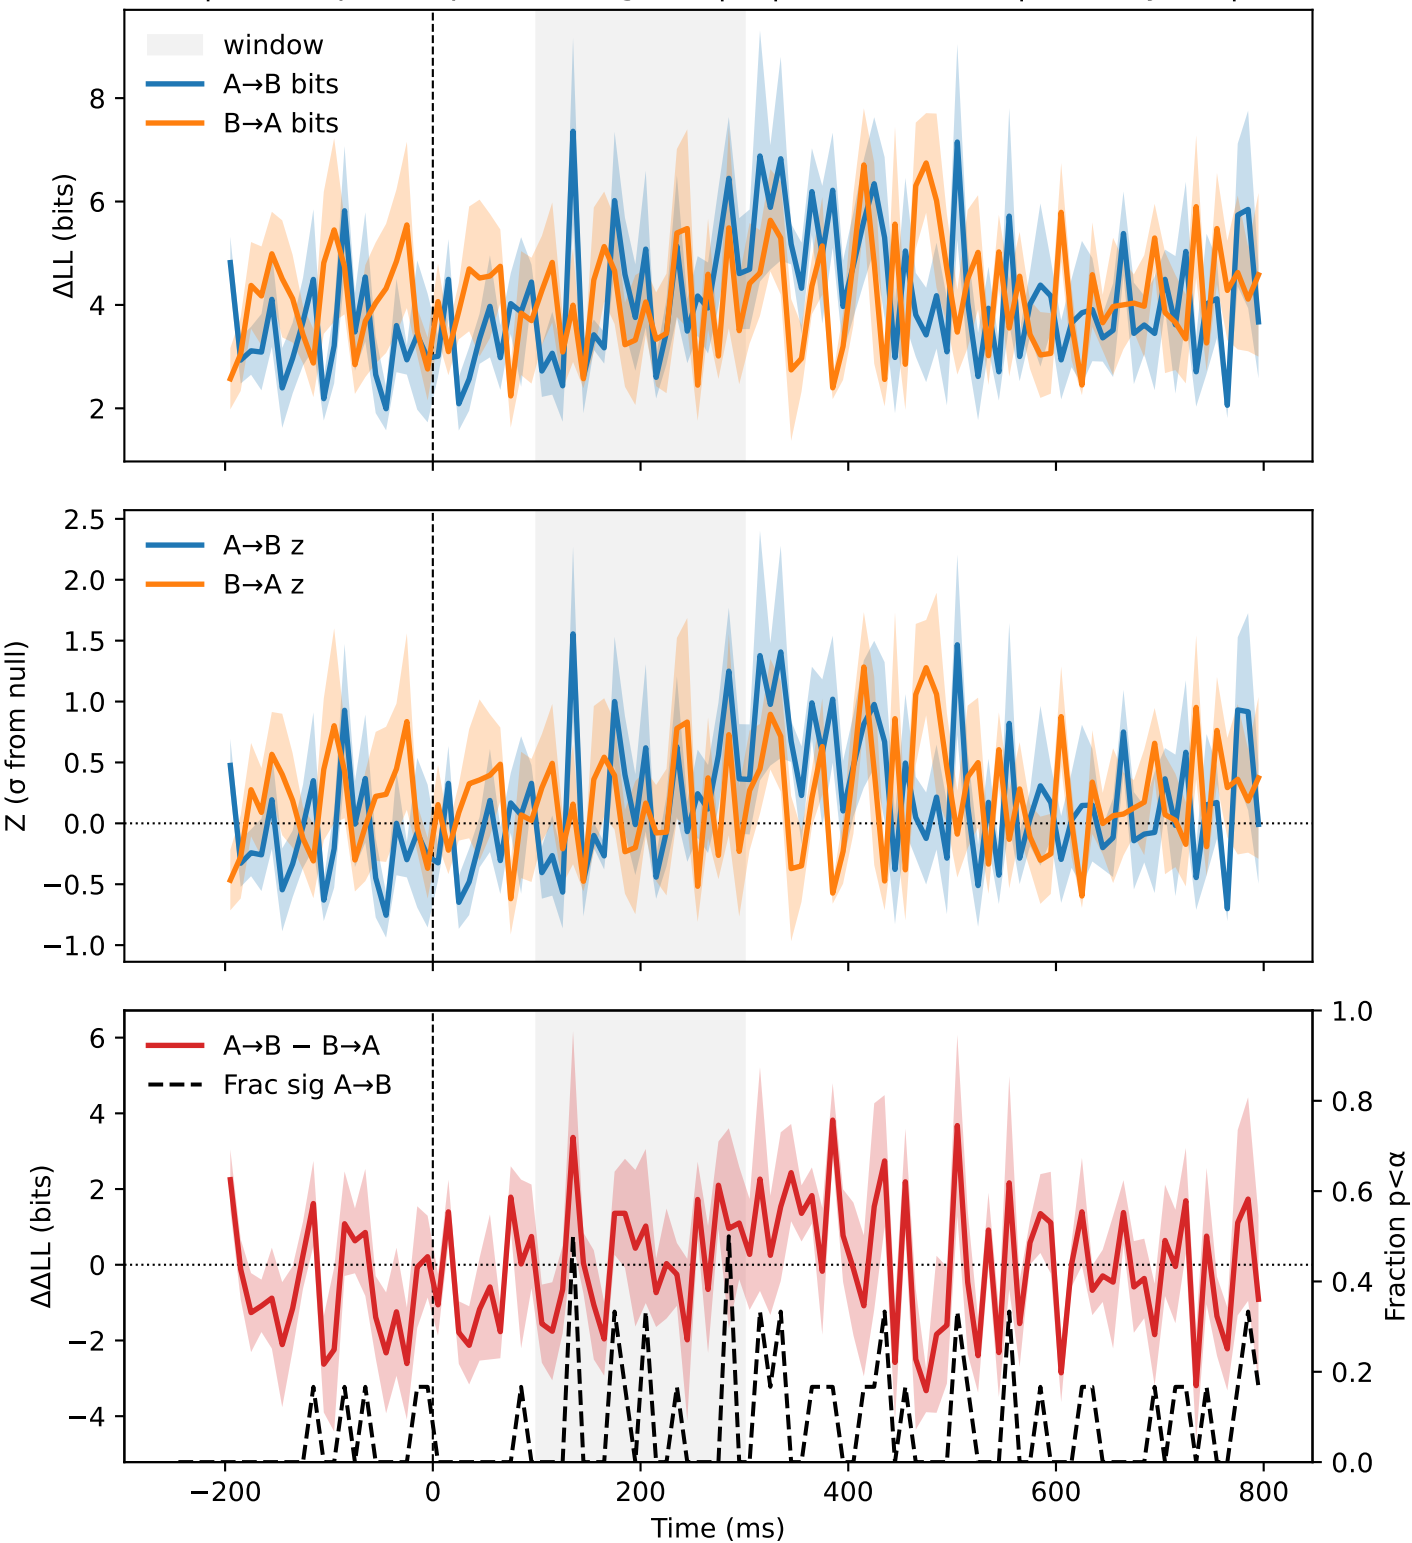 window
A→B bits
B→A bits
ΔLL (bits)
8
6
4
2
A→B z
B→A z
Z (σ from null)
2.5
2.0
1.5
1.0
0.5
0.0
−0.5
−1.0
A→B − B→A
Frac sig A→B
ΔΔLL (bits)
6
4
2
0
−2
−4
1.0
0.8
0.6
0.4
0.2
0.0
Fraction p<α
−200 0 200 400 600 800
Time (ms)